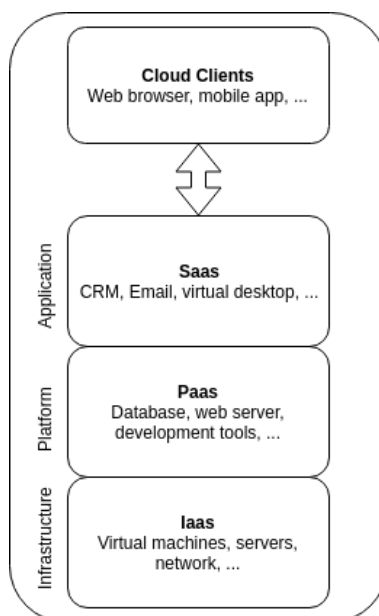 Cloud Clients
Web browser, mobile app, ...
Application
Saas
CRM, Email, virtual desktop, ...
Platform
Paas
Database, web server,
development tools, ...
Infrastructure
Iaas
Virtual machines, servers,
network, ...